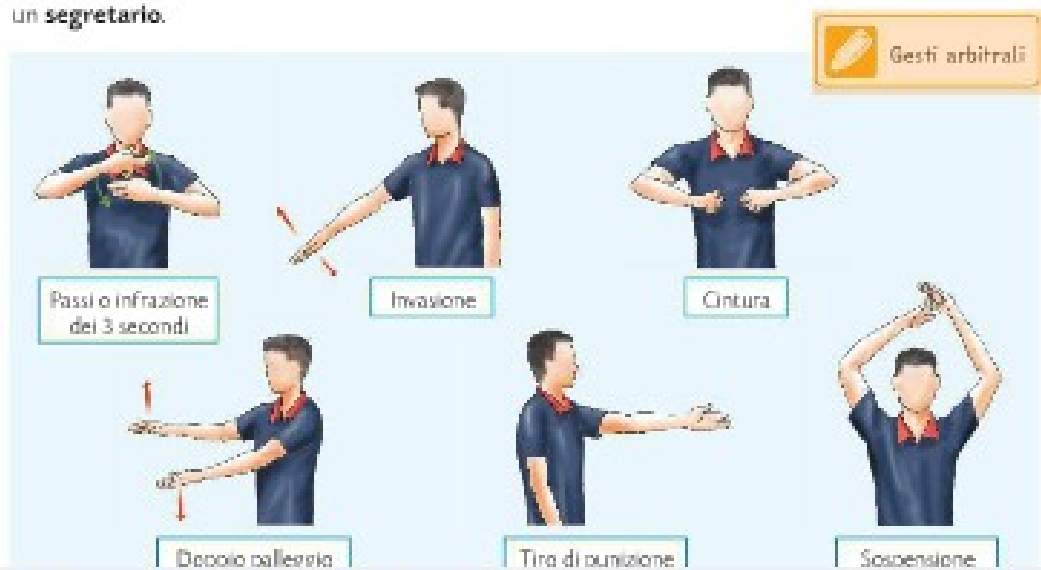 un segretario.
Gesti arbitrali
Passi o infrazione
dei 3 secondi
Invasione
Cintura
Doppio palleggio
Tiro di punizione
Sospensione